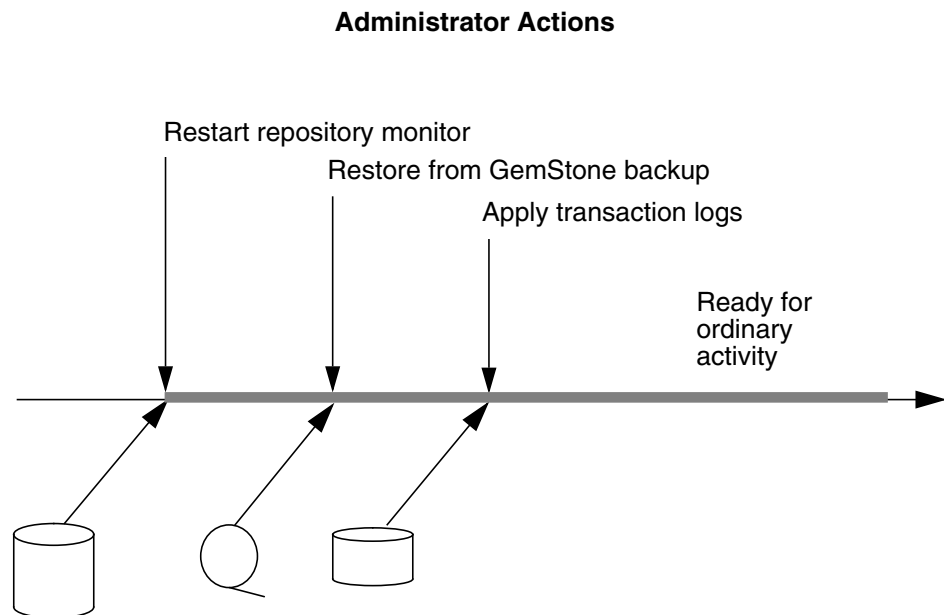 Administrator Actions
Restart repository monitor
Restore from GemStone backup
Apply transaction logs
Ready for
ordinary
activity